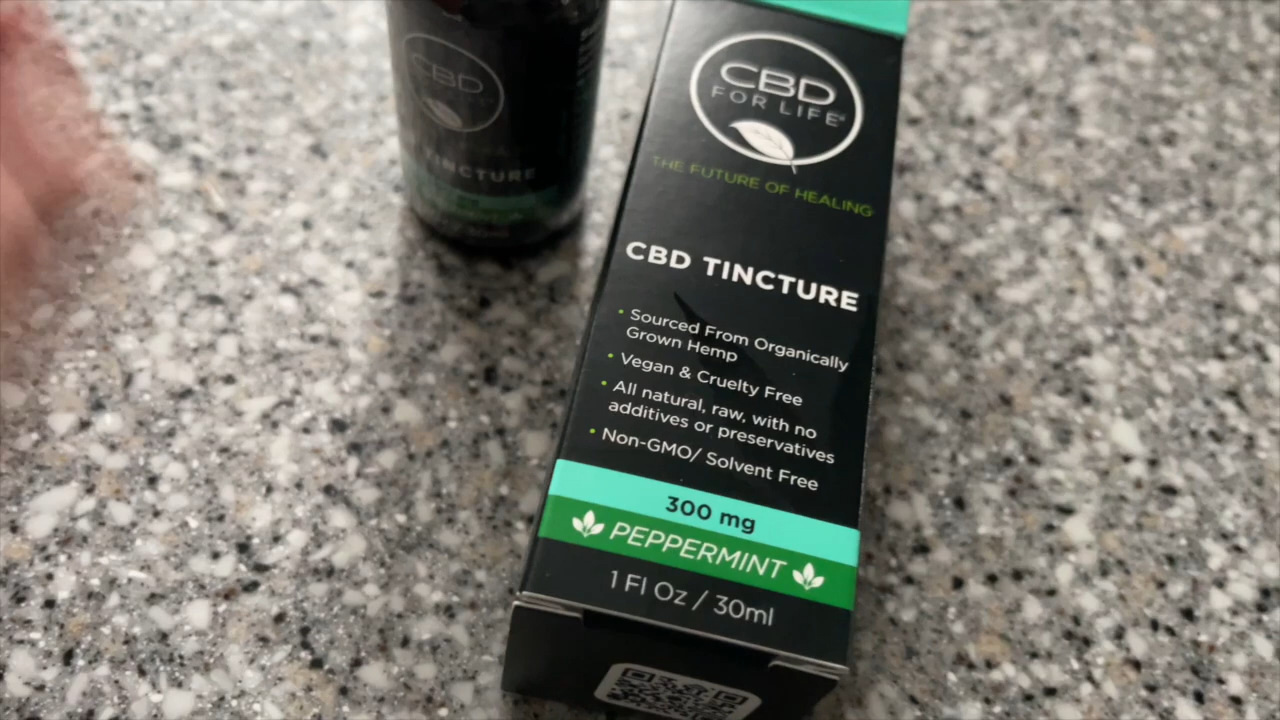 CBD
TINCTURE
CBD
FOR LIFE®
THE FUTURE OF HEALING
CBD TINCTURE
• Sourced From Organically
Grown Hemp
• Vegan & Cruelty Free
• All natural, raw, with no
additives or preservatives
• Non-GMO/ Solvent Free
300 mg
PEPPERMINT
1 Fl Oz / 30ml